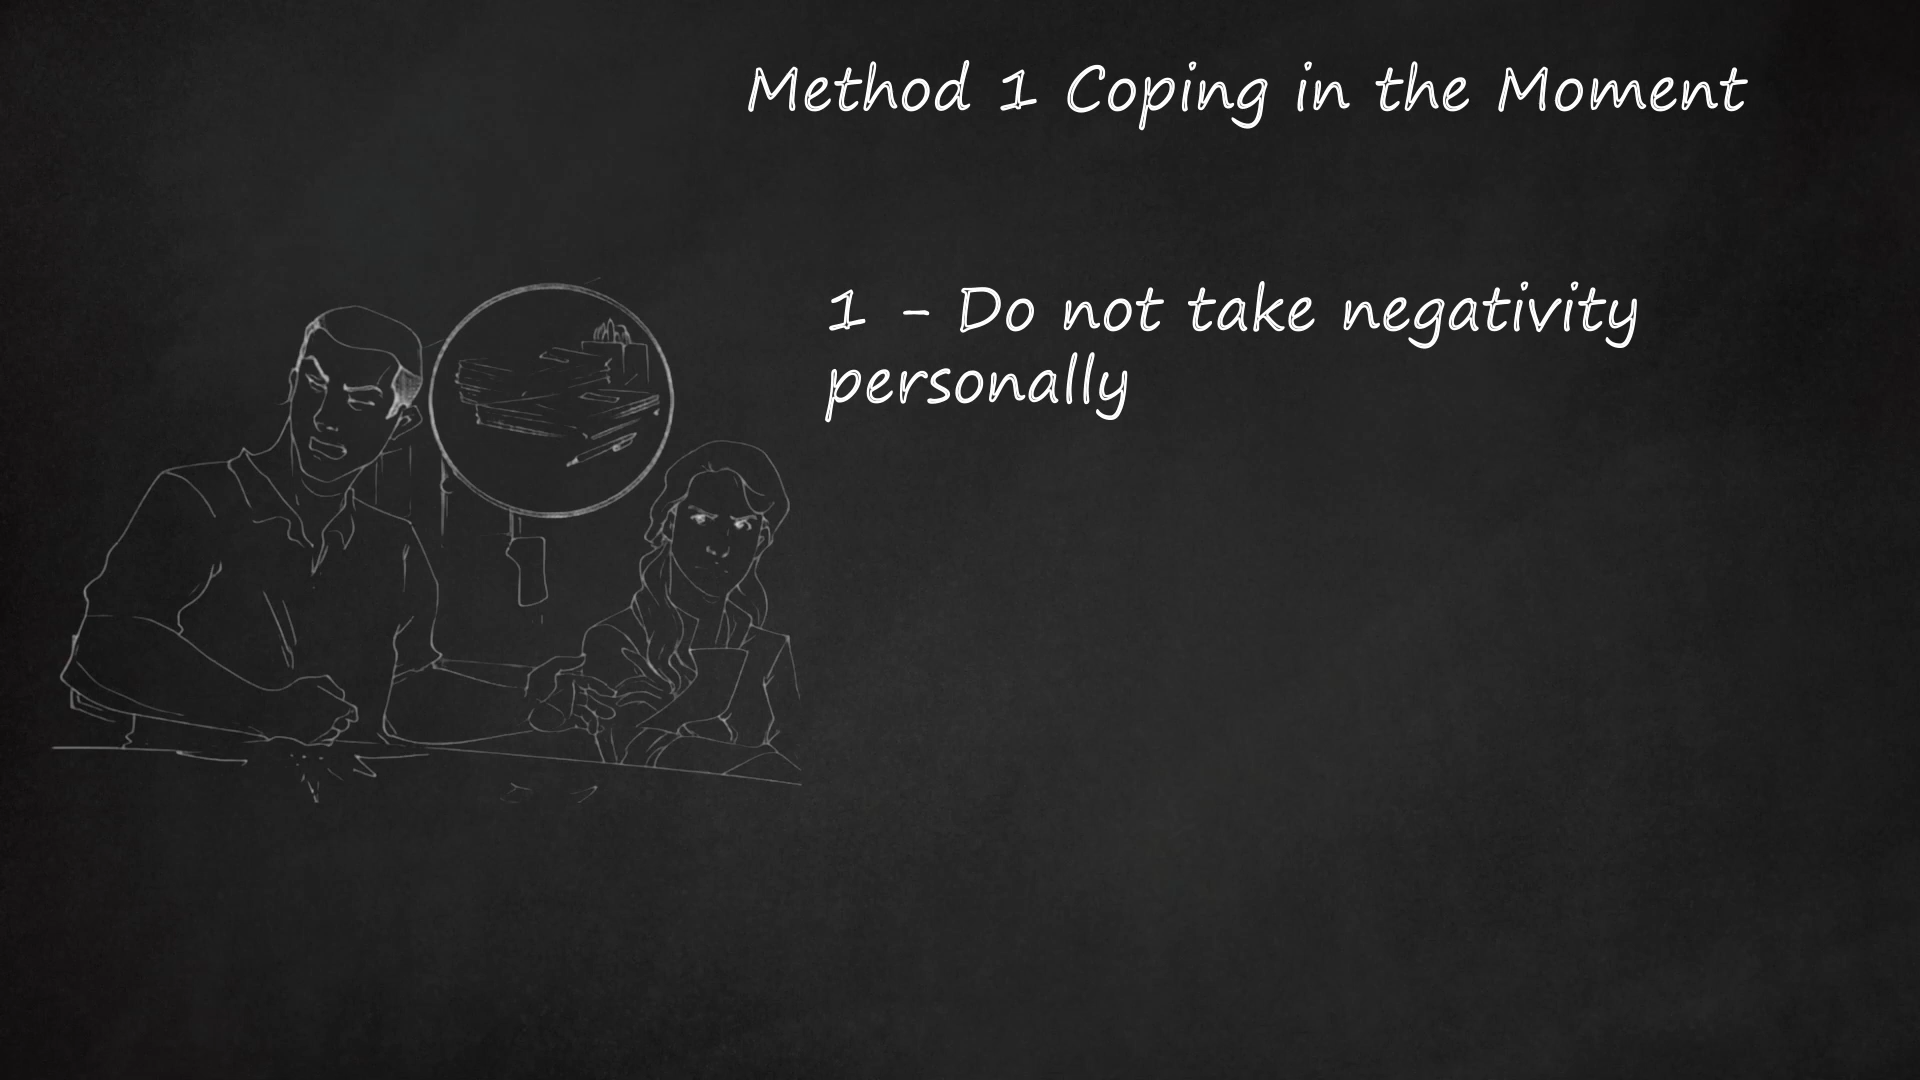 Method 1 Coping in the Moment
1 - Do not take negativity
personally